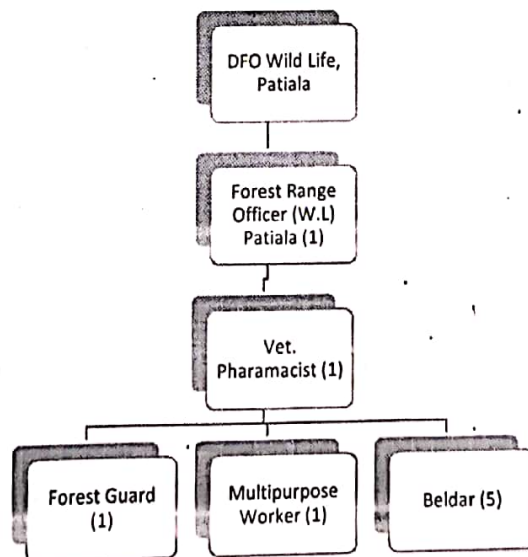 DFO Wild Life,
Patiala
Forest Range
Officer (W.L)
Patiala (1)
Vet.
Pharamacist (1)
Forest Guard
(1)
Multipurpose
Worker (1)
Beldar (5)